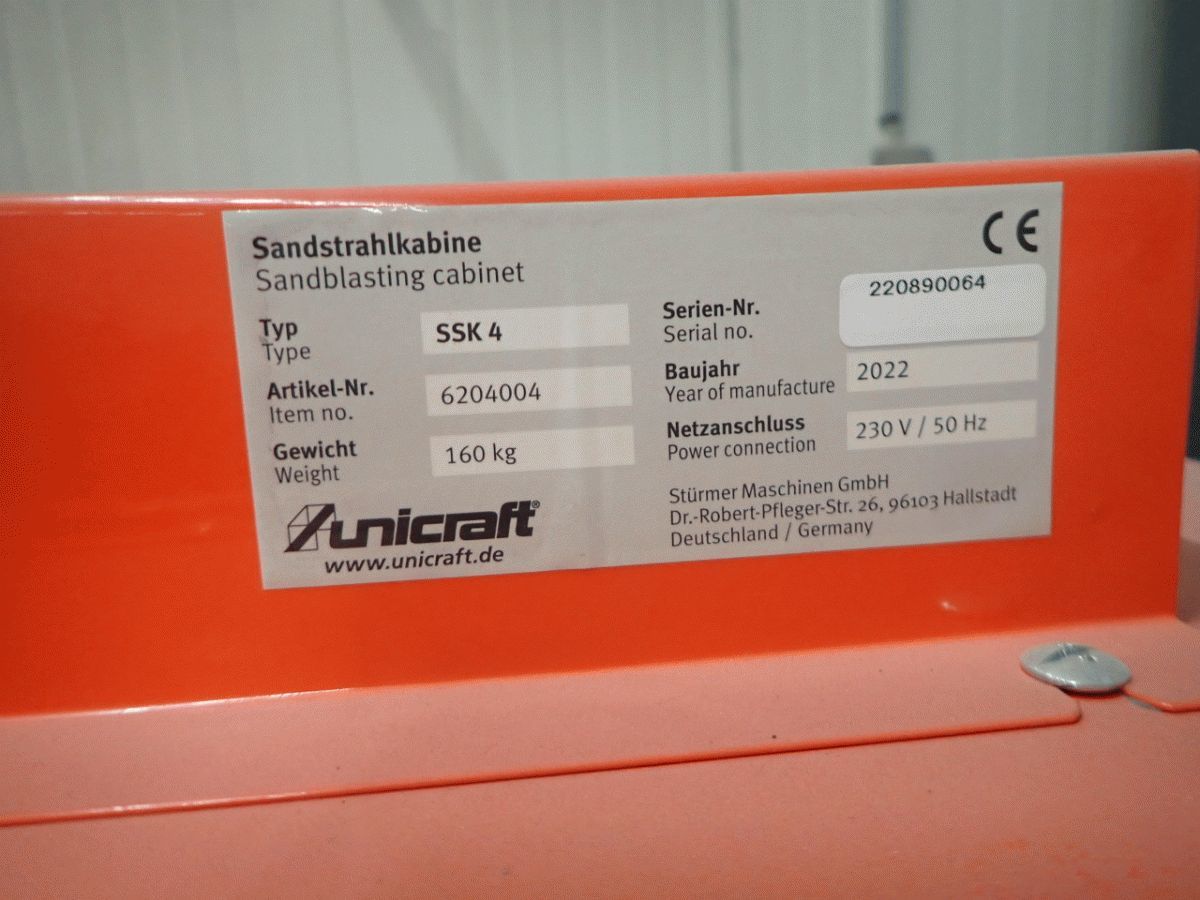 Sandstrahlkabine
Sandblasting cabinet
CE
Typ
Type
SSK 4
Artikel-Nr.
Item no.
6204004
Gewicht
Weight
160 kg
Serien-Nr.
Serial no.
220890064
Baujahr
Year of manufacture
2022
Netzanschluss
Power connection
230 V / 50 Hz
unicraft®
www.unicraft.de
Stürmer Maschinen GmbH
Dr.-Robert-Pfleger-Str. 26, 96103 Hallstadt
Deutschland / Germany